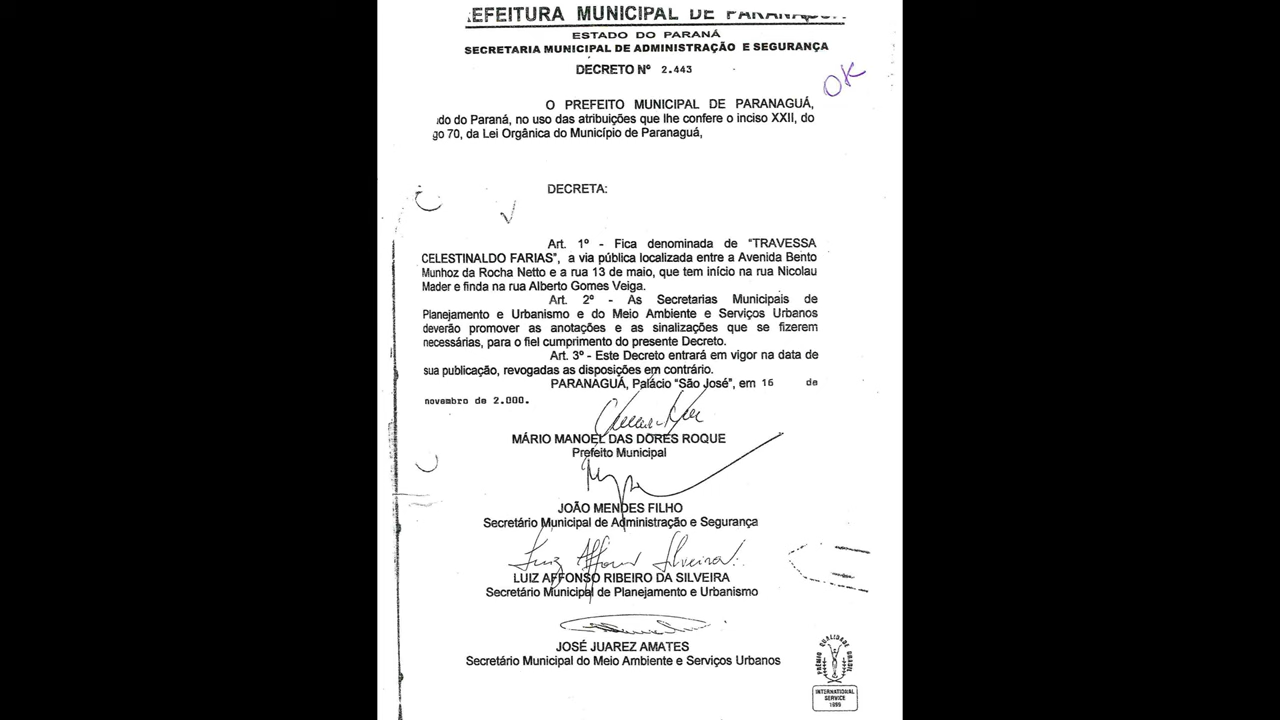 EFEITURA MUNICIPAL DE PARANAGUÁ
ESTADO DO PARANÁ
SECRETARIA MUNICIPAL DE ADMINISTRAÇÃO E SEGURANÇA
DECRETO Nº 2.443
OK
O PREFEITO MUNICIPAL DE PARANAGUÁ,
do do Paraná, no uso das atribuições que lhe confere o inciso XXII, do
go 70, da Lei Orgânica do Município de Paranaguá,
DECRETA:
Art. 1º - Fica denominada de "TRAVESSA
CELESTINALDO FARIAS", a via pública localizada entre a Avenida Bento
Munhoz da Rocha Netto e a rua 13 de maio, que tem início na rua Nicolau
Mader e finda na rua Alberto Gomes Veiga.
Art. 2º - As Secretarias Municipais de
Planejamento e Urbanismo e do Meio Ambiente e Serviços Urbanos
deverão promover as anotações e as sinalizações que se fizerem
necessárias, para o fiel cumprimento do presente Decreto.
Art. 3º - Este Decreto entrará em vigor na data de
sua publicação, revogadas as disposições em contrário.
PARANAGUÁ, Palácio "São José", em 16 de
novembro de 2.000.
MÁRIO MANOEL DAS DORES ROQUE
Prefeito Municipal
JOÃO MENDES FILHO
Secretário Municipal de Administração e Segurança
Luiz Affonso Silveira
LUIZ AFFONSO RIBEIRO DA SILVEIRA
Secretário Municipal de Planejamento e Urbanismo
JOSÉ JUAREZ AMATES
Secretário Municipal do Meio Ambiente e Serviços Urbanos
PRÊMIO QUALIDADE BRASIL
INTERNATIONAL
SERVICE
1999